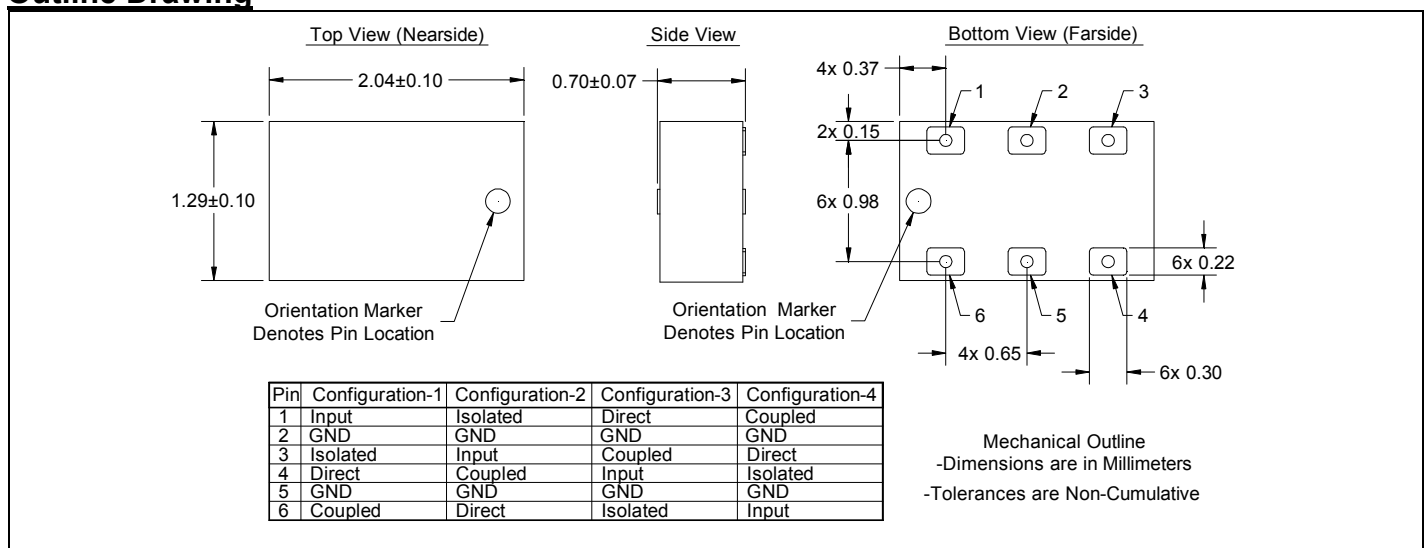 Outline Drawing
Top View (Nearside)
Side View
Bottom View (Farside)
2.04±0.10
0.70±0.07
4x 0.37
1
2
3
2x 0.15
1.29±0.10
6x 0.98
6x 0.22
Orientation Marker
Denotes Pin Location
Orientation Marker
Denotes Pin Location
6
5
4
4x 0.65
6x 0.30
Pin Configuration-1 Configuration-2 Configuration-3 Configuration-4
1 Input Isolated Direct Coupled
2 GND GND GND GND
3 Isolated Input Coupled Direct
4 Direct Coupled Input Isolated
5 GND GND GND GND
6 Coupled Direct Isolated Input
Mechanical Outline
-Dimensions are in Millimeters
-Tolerances are Non-Cumulative